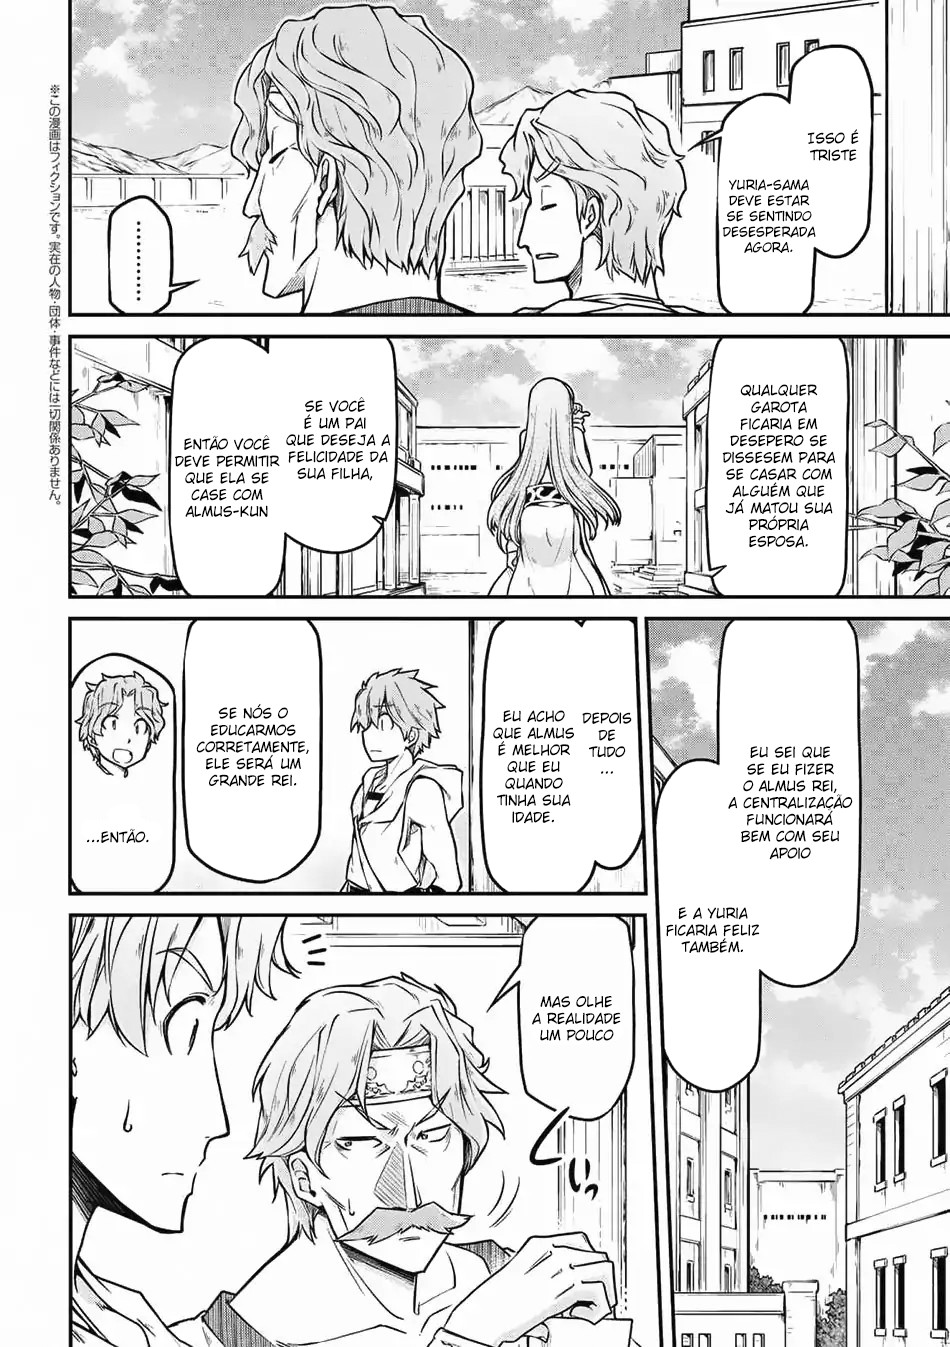 ISSO É
TRISTE
YURIA-SAMA
DEVE ESTAR
SE SENTINDO
DESESPERADA
AGORA.
………
※この漫画はフィクションです。実在の人物・団体・事件などには一切関係ありません。
QUALQUER
GAROTA
FICARIA EM
DESEPERO SE
DISSESEM PARA
SE CASAR COM
ALGUÉM QUE
JÁ MATOU SUA
PRÓPRIA
ESPOSA.
SE VOCÊ
É UM PAI
QUE DESEJA A
FELICIDADE DA
SUA FILHA,
ENTÃO VOCÊ
DEVE PERMITIR
QUE ELA SE
CASE COM
ALMUS-KUN
EU SEI QUE
SE EU FIZER
O ALMUS REI,
A CENTRALIZAÇÃO
FUNCIONARÁ
BEM COM SEU
APOIO
E A YURIA
FICARIA FELIZ
TAMBÉM.
DEPOIS
DE
TUDO
...
EU ACHO
QUE ALMUS
É MELHOR
QUE EU
QUANDO
TINHA SUA
IDADE.
SE NÓS O
EDUCARMOS
CORRETAMENTE,
ELE SERÁ UM
GRANDE REI.
...ENTÃO.
MAS OLHE
A REALIDADE
UM POUCO